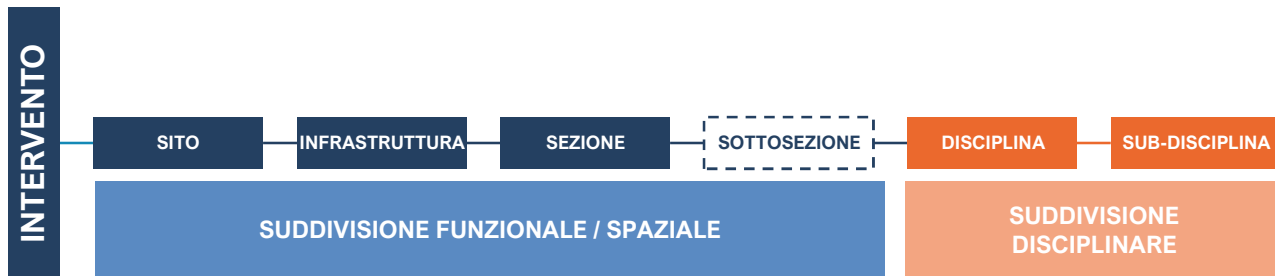 INTERVENTO
SITO
INFRASTRUTTURA
SEZIONE
SOTTOSEZIONE
DISCIPLINA
SUB-DISCIPLINA
SUDDIVISIONE FUNZIONALE / SPAZIALE
SUDDIVISIONE
DISCIPLINARE